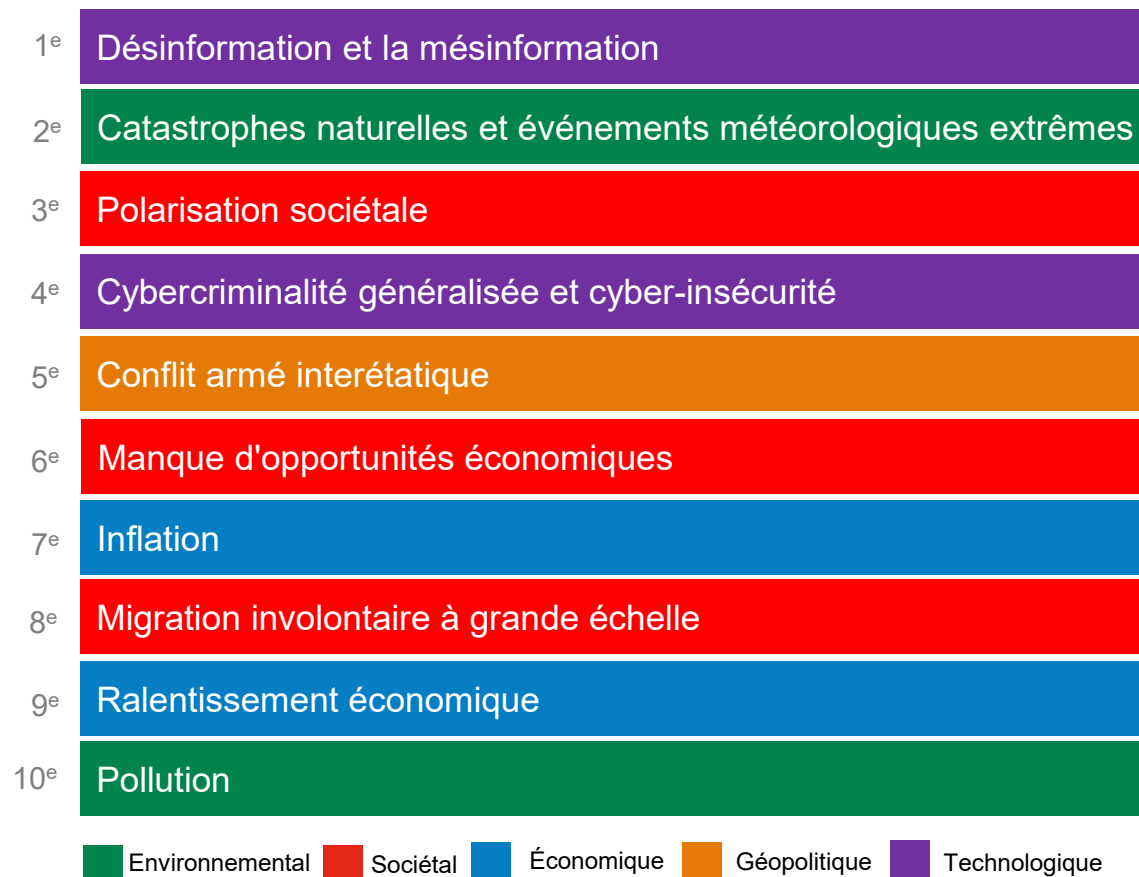 1e Désinformation et la mésinformation
2e Catastrophes naturelles et événements météorologiques extrêmes
3e Polarisation sociétale
4e Cybercriminalité généralisée et cyber-insécurité
5e Conflit armé interétatique
6e Manque d'opportunités économiques
7e Inflation
8e Migration involontaire à grande échelle
9e Ralentissement économique
10e Pollution
Environnemental Sociétal Économique Géopolitique Technologique